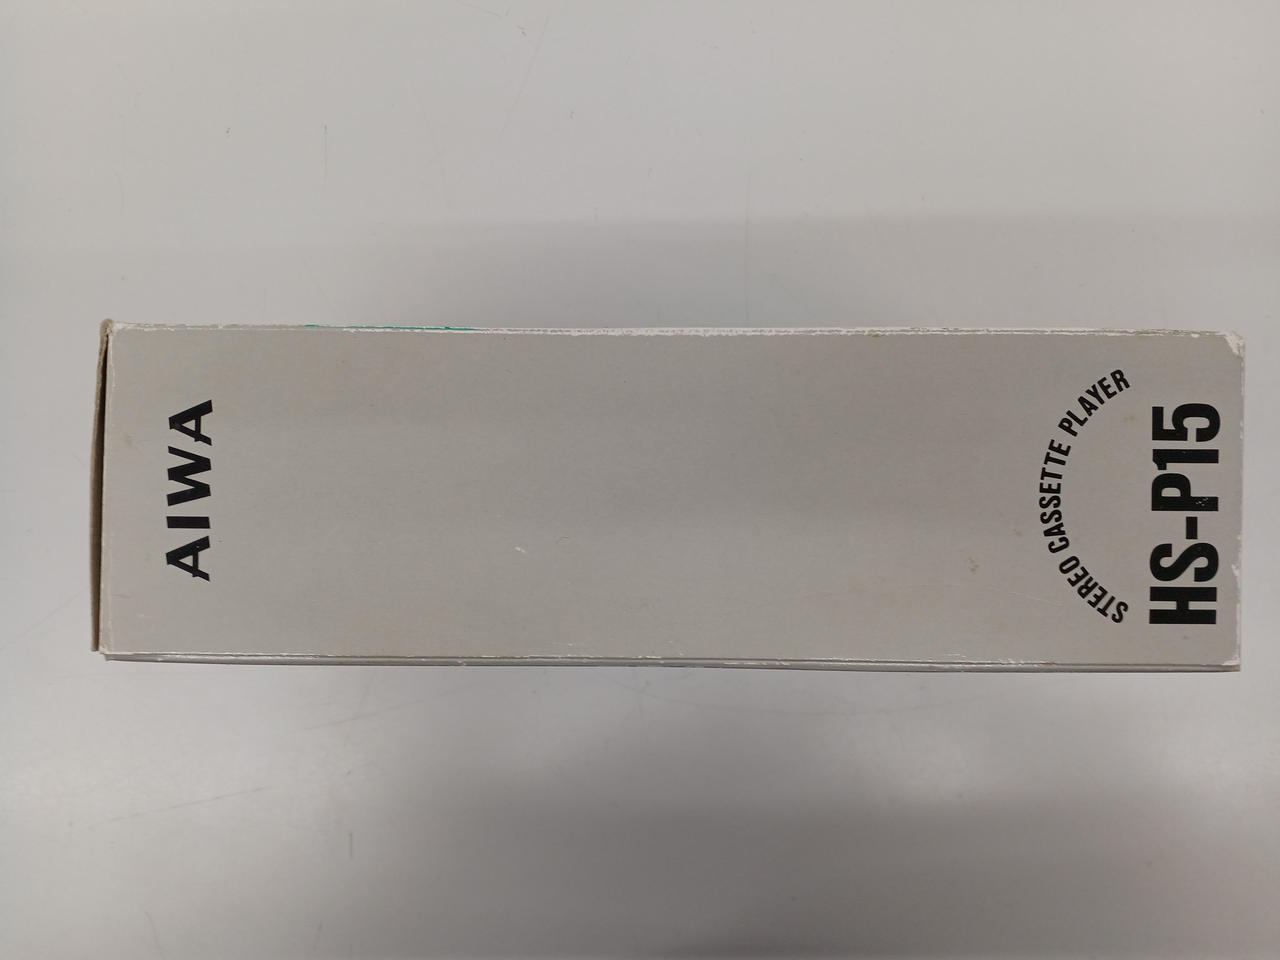 AIWA
STEREO CASSETTE PLAYER
HS-P15